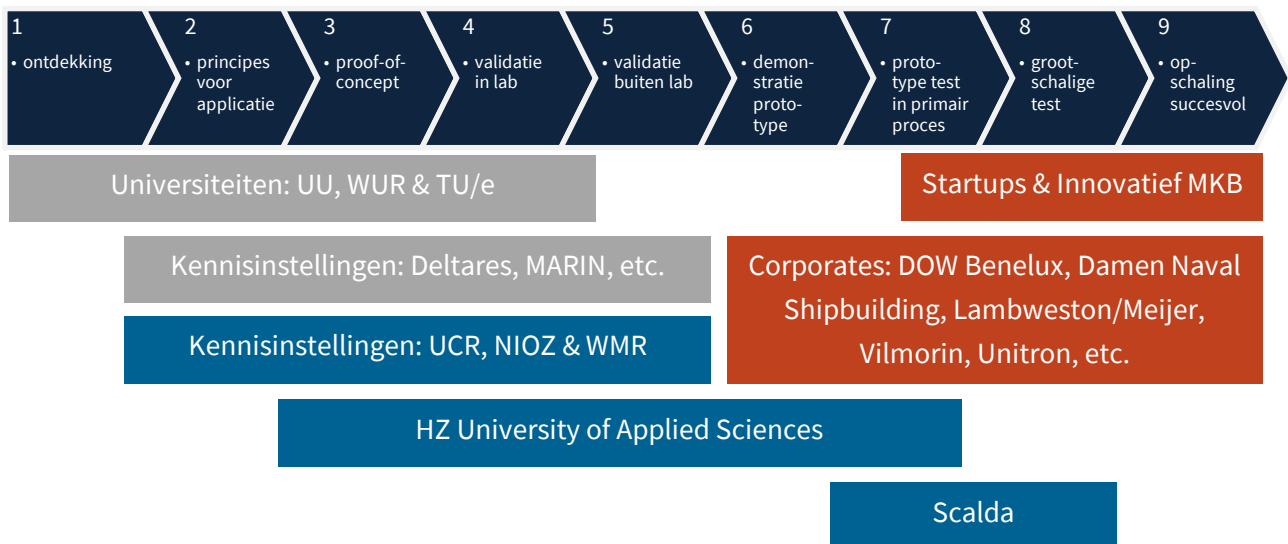 1
• ontdekking
2
• principes
voor
applicatie
3
• proof-of-
concept
4
• validatie
in lab
5
• validatie
buiten lab
6
• demon-
stratie
proto-
type
7
• proto-
type test
in primair
proces
8
• groot-
schalige
test
9
• op-
schaling
succesvol
Universiteiten: UU, WUR & TU/e
Startups & Innovatief MKB
Kennisinstellingen: Deltares, MARIN, etc.
Corporates: DOW Benelux, Damen Naval
Shipbuilding, Lambweston/Meijer,
Vilmorin, Unitron, etc.
Kennisinstellingen: UCR, NIOZ & WMR
HZ University of Applied Sciences
Scalda